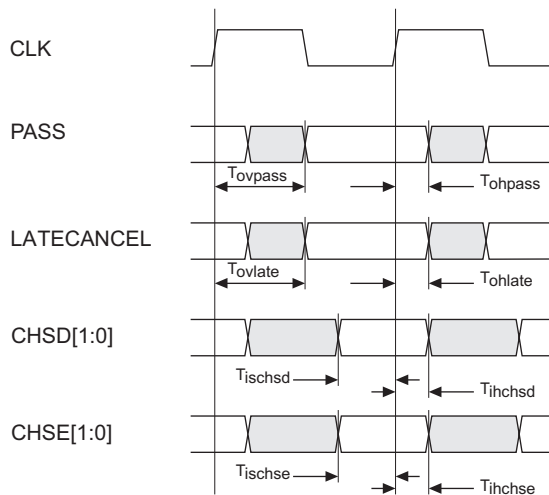 CLK
PASS
Tovpass
Tohpass
LATECANCEL
Tovlate
Tohlate
CHSD[1:0]
Tischsd
Tihchsd
CHSE[1:0]
Tischse
Tihchse